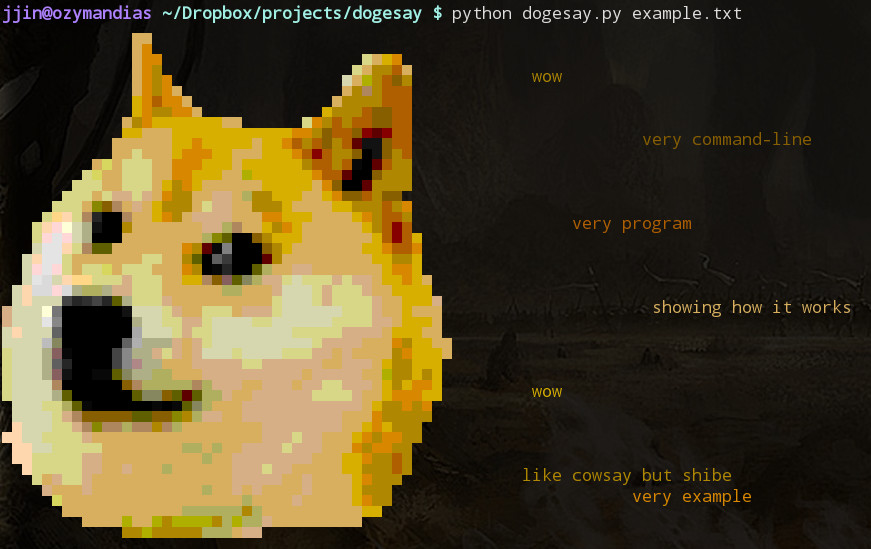 jjin@ozymandias ~/Dropbox/projects/dogesay $ python dogesay.py example.txt
wow
very command-line
very program
showing how it works
wow
like cowsay but shibe
very example